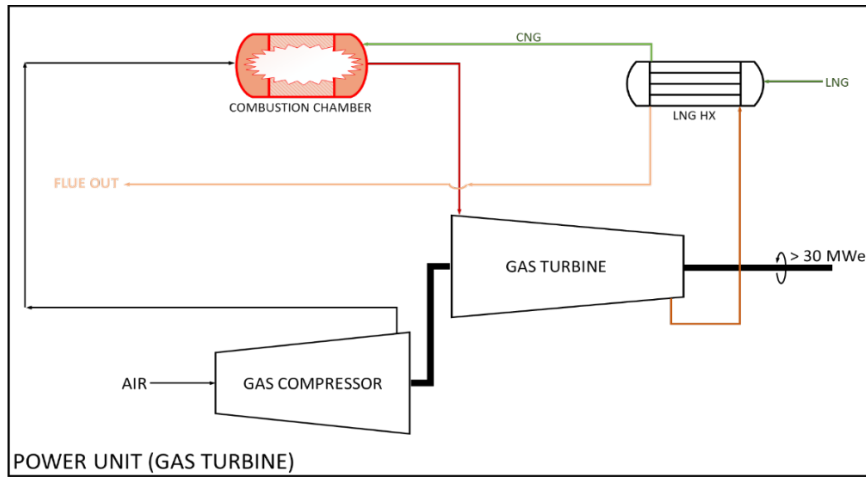 CNG
LNG
COMBUSTION CHAMBER
LNG HX
FLUE OUT
GAS TURBINE
> 30 MWe
AIR
GAS COMPRESSOR
POWER UNIT (GAS TURBINE)